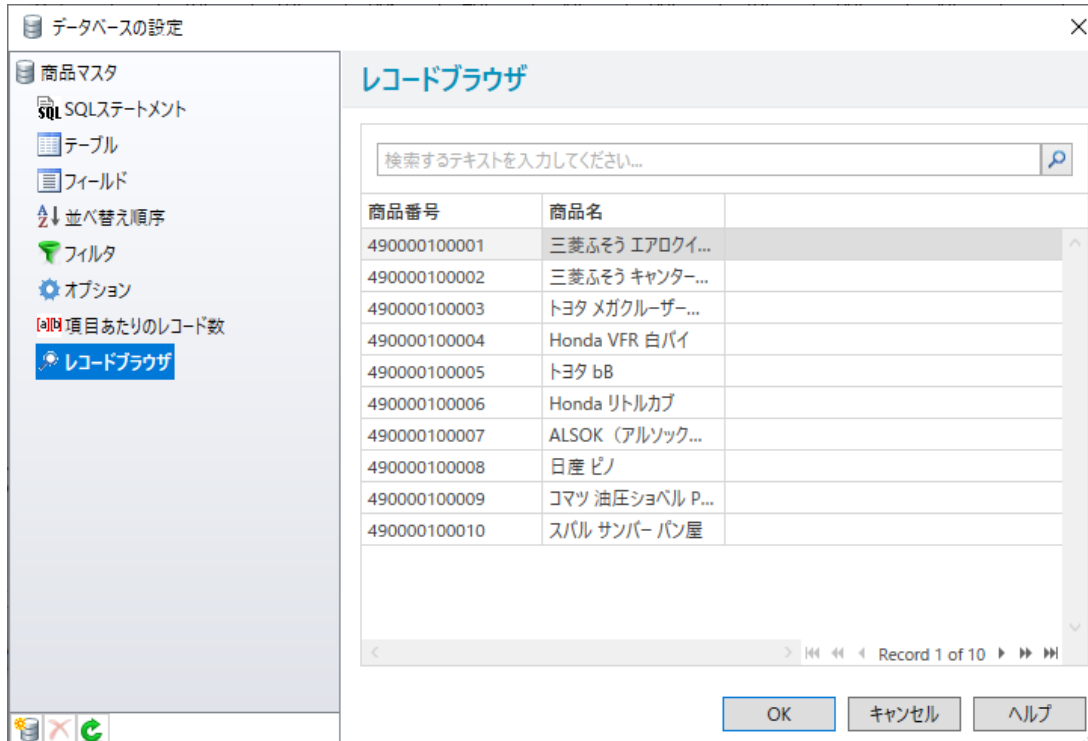 データベースの設定
商品マスタ
SQLステートメント
テーブル
フィールド
並べ替え順序
フィルタ
オプション
項目あたりのレコード数
レコードブラウザ
レコードブラウザ
検索するテキストを入力してください...
商品番号 商品名
490000100001 三菱ふそう エアロクイ...
490000100002 三菱ふそう キャンター...
490000100003 トヨタ メガクルーザー...
490000100004 Honda VFR 白バイ
490000100005 トヨタ bB
490000100006 Honda リトルカブ
490000100007 ALSOK（アルソック...
490000100008 日産 ピノ
490000100009 コマツ 油圧ショベル P...
490000100010 スバル サンバー パン屋
Record 1 of 10
OK キャンセル ヘルプ